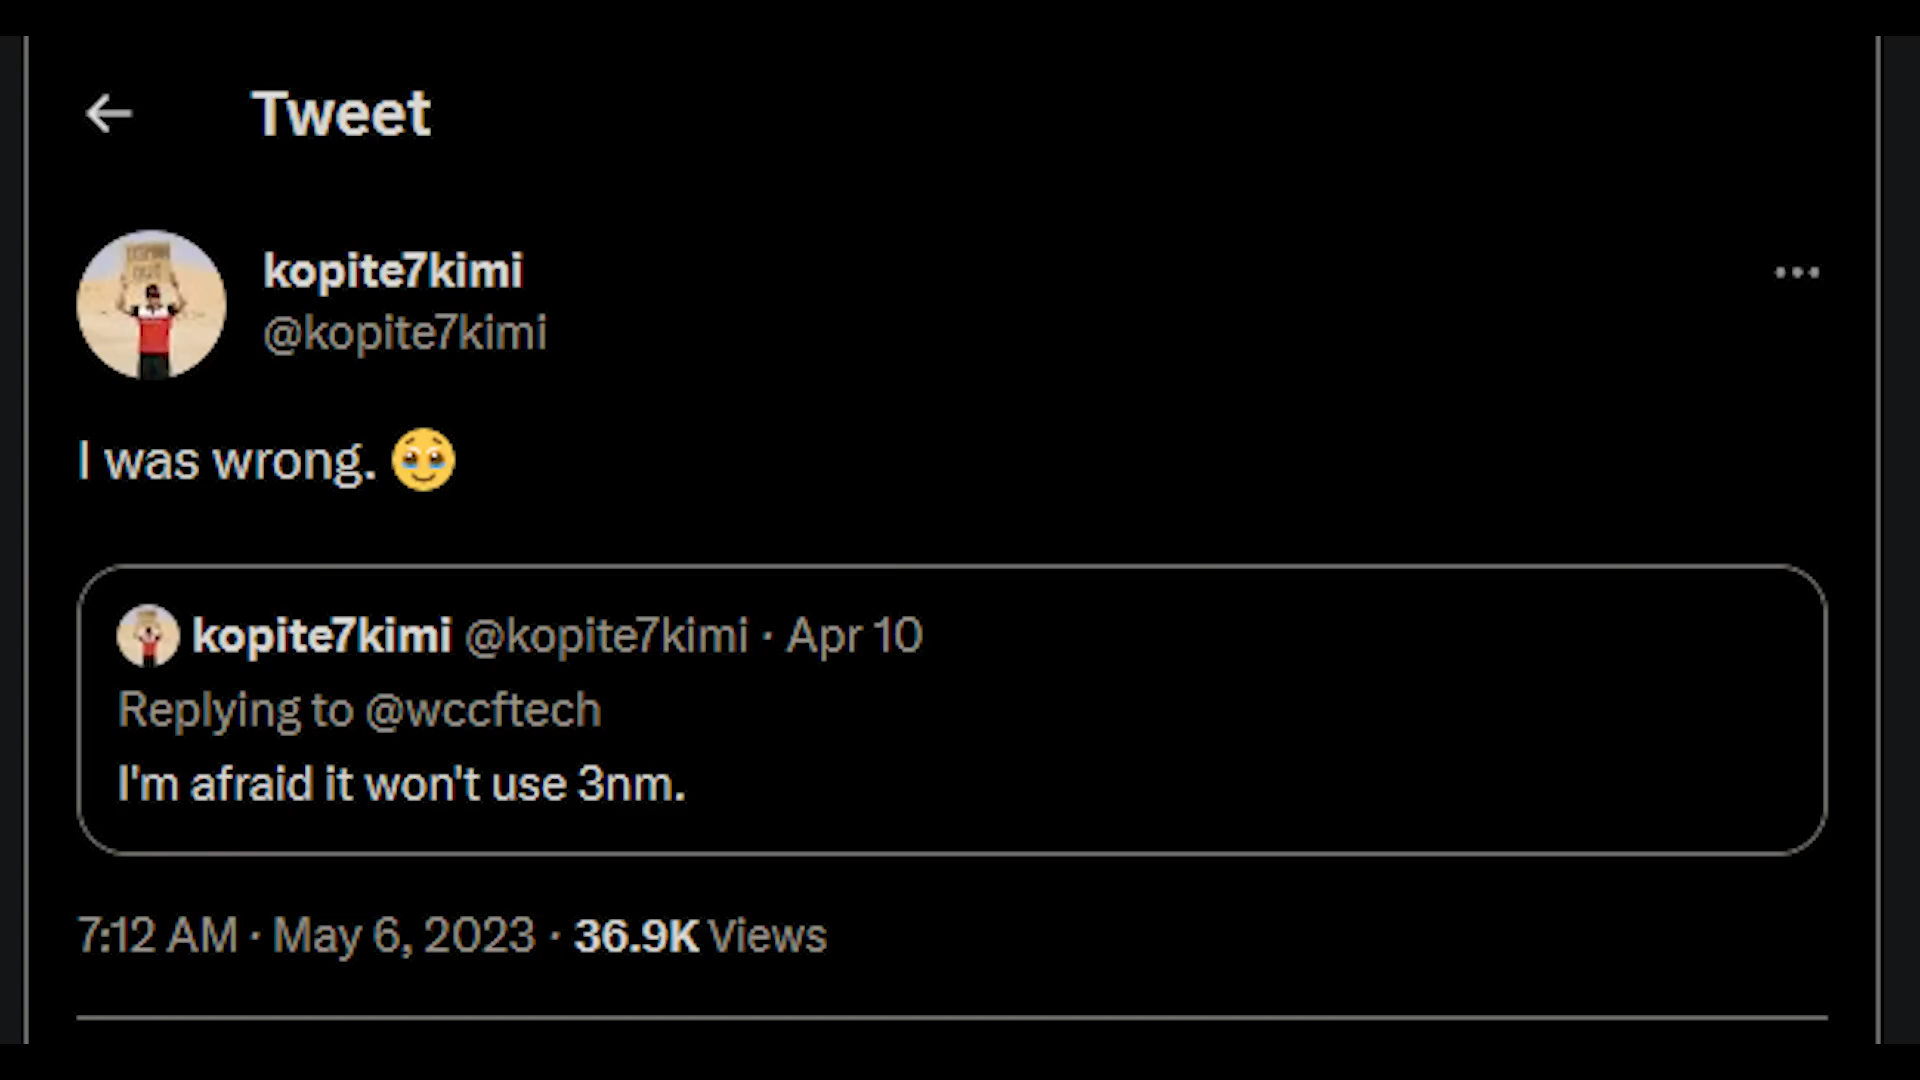 Tweet
kopite7kimi
@kopite7kimi
I was wrong. 🥹
kopite7kimi @kopite7kimi · Apr 10
Replying to @wccftech
I'm afraid it won't use 3nm.
7:12 AM · May 6, 2023 · 36.9K Views